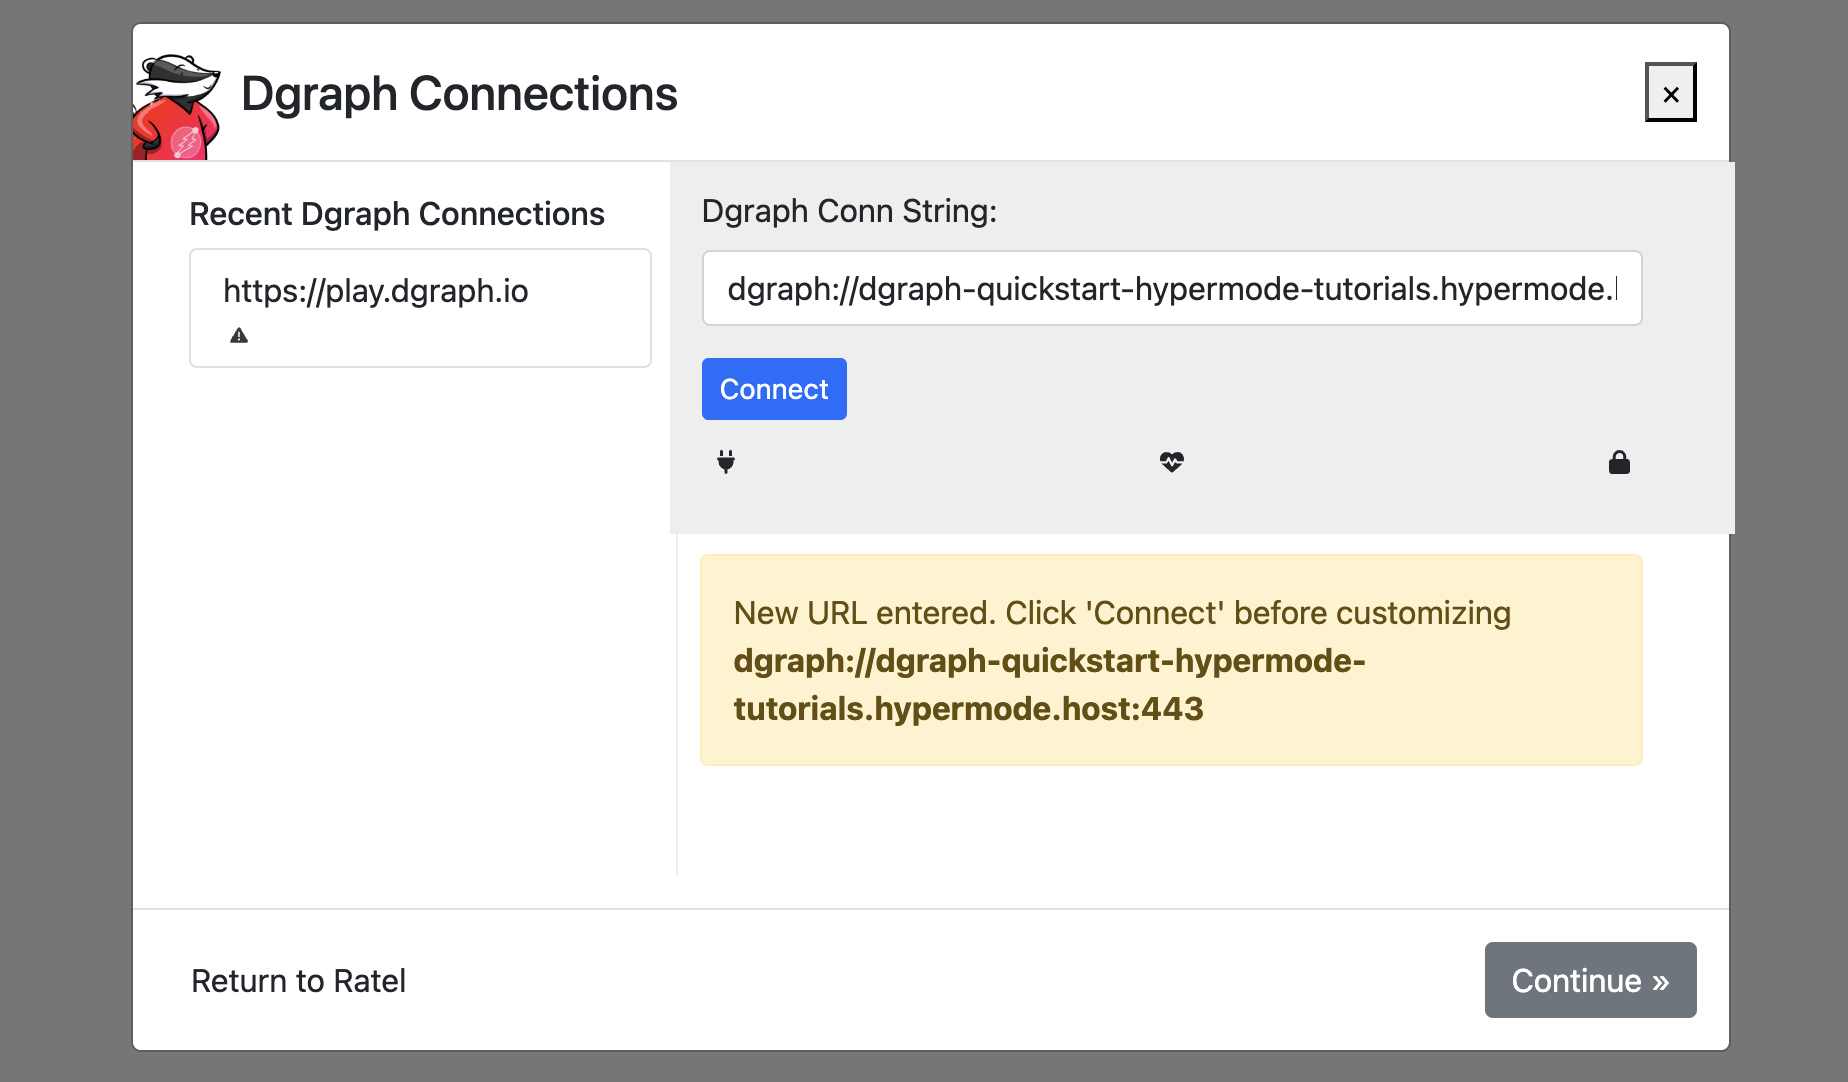 Dgraph Connections
×
Recent Dgraph Connections
https://play.dgraph.io
Dgraph Conn String:
dgraph://dgraph-quickstart-hypermode-tutorials.hypermode.
Connect
New URL entered. Click 'Connect' before customizing
dgraph://dgraph-quickstart-hypermode-
tutorials.hypermode.host:443
Return to Ratel
Continue »